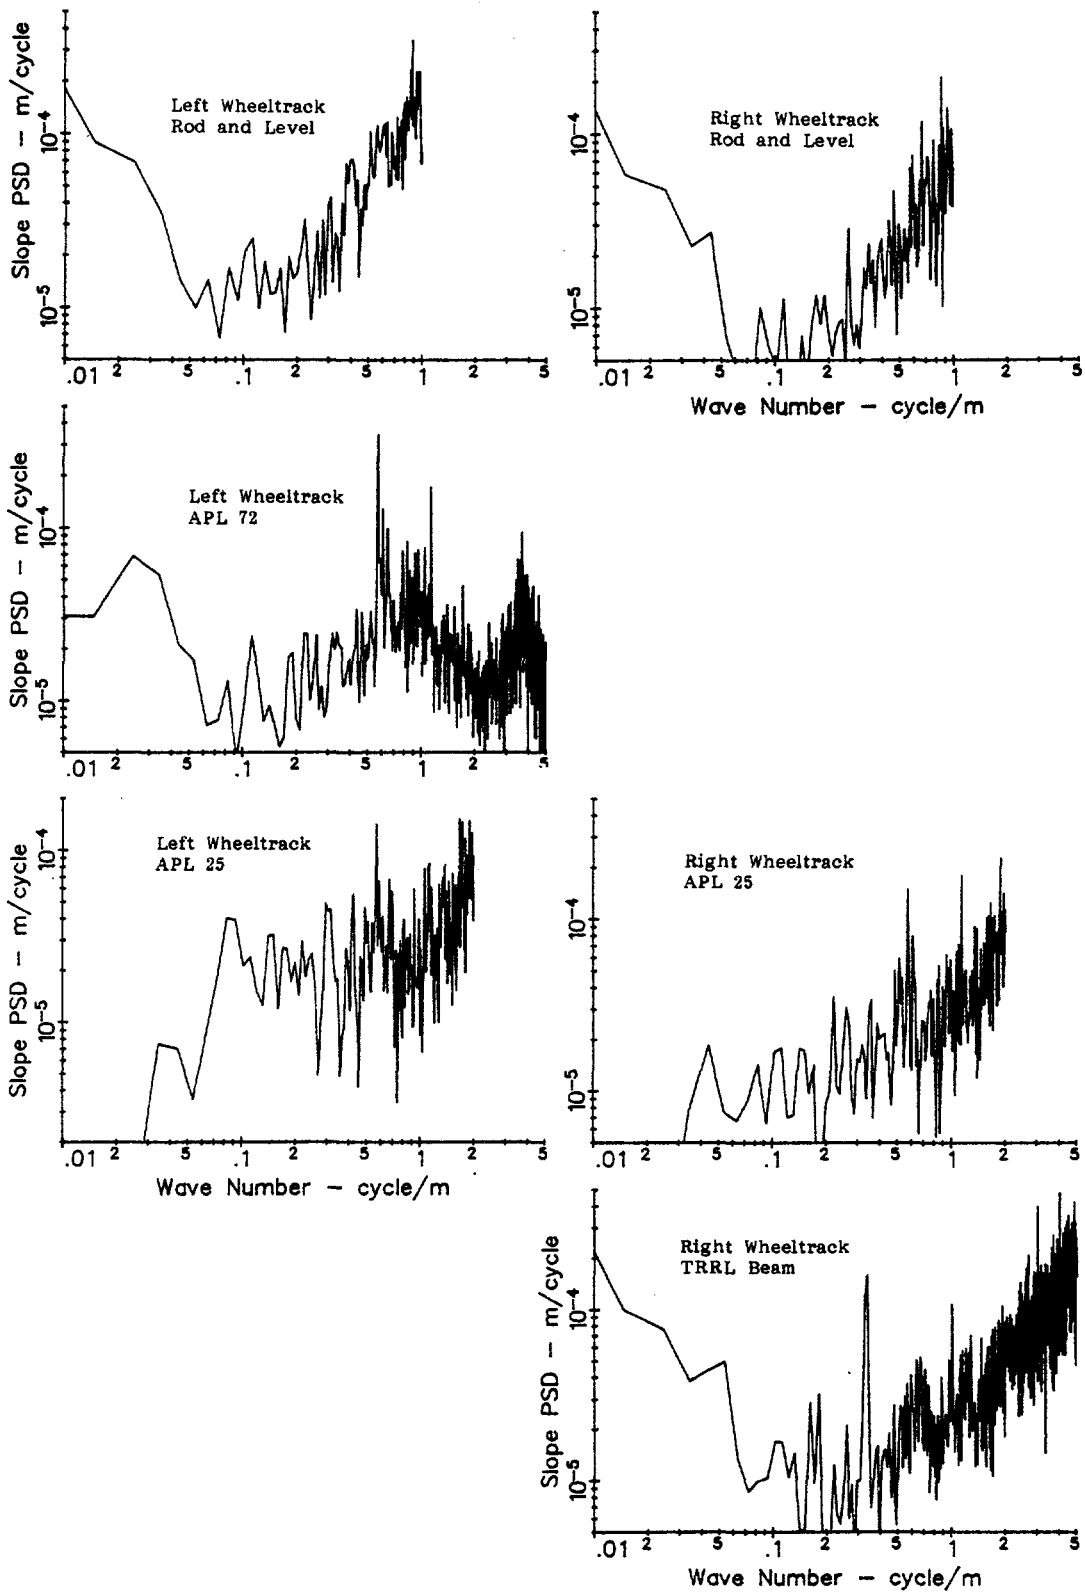 Slope PSD — m/cycle
10⁻⁴
10⁻⁵
Left Wheeltrack
Rod and Level
.01 2 5 .1 2 5 1 2 5
10⁻⁴
10⁻⁵
Right Wheeltrack
Rod and Level
.01 2 5 .1 2 5 1 2 5
Wave Number — cycle/m
Slope PSD — m/cycle
10⁻⁴
10⁻⁵
Left Wheeltrack
APL 72
.01 2 5 .1 2 5 1 2 5
Slope PSD — m/cycle
10⁻⁴
10⁻⁵
Left Wheeltrack
APL 25
.01 2 5 .1 2 5 1 2 5
Wave Number — cycle/m
10⁻⁴
10⁻⁵
Right Wheeltrack
APL 25
.01 2 5 .1 2 5 1 2 5
Slope PSD — m/cycle
10⁻⁴
10⁻⁵
Right Wheeltrack
TRRL Beam
.01 2 5 .1 2 5 1 2 5
Wave Number — cycle/m